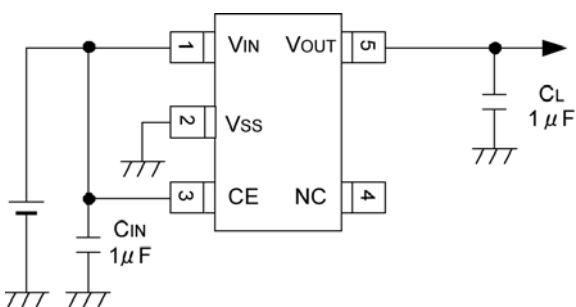 1 VIN VOUT 5
2 VSS
3 CE NC 4
CL
1μF
CIN
1μF